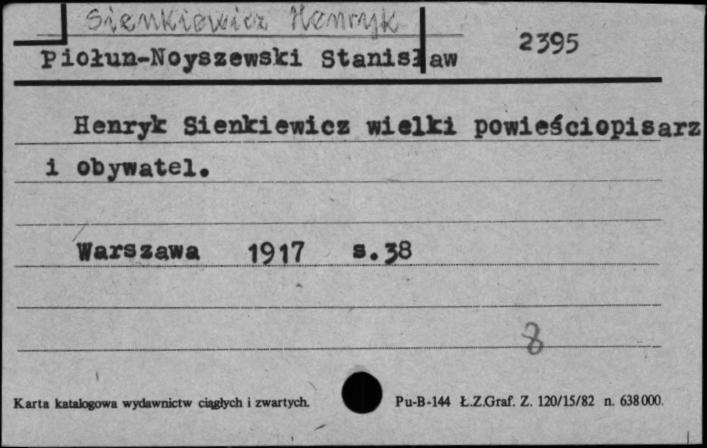 Sienkiewicz Henryk
Piołun-Noyszewski Stanisław 2395
Henryk Sienkiewicz wielki powieściopisarz
i obywatel.
Warszawa 1917 s.38
8
Karta katalogowa wydawnictw ciągłych i zwartych. Pu-B-144 Ł.Z.Graf. Z. 120/15/82 n. 638000.